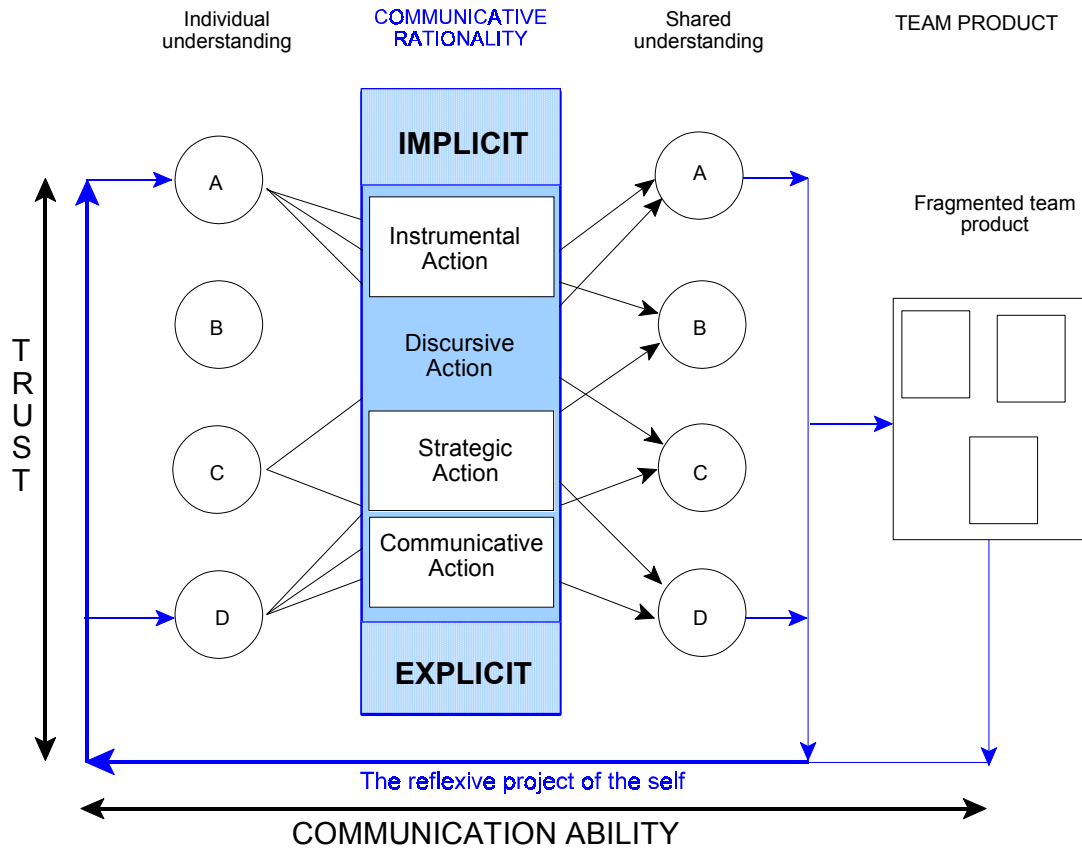 Individual
understanding
COMMUNICATIVE
RATIONALITY
Shared
understanding
TEAM PRODUCT
IMPLICIT
A
A
Instrumental
Action
Fragmented team
product
B
Discursive
Action
B
TRUST
C
Strategic
Action
C
Communicative
Action
D
D
EXPLICIT
The reflexive project of the self
COMMUNICATION ABILITY